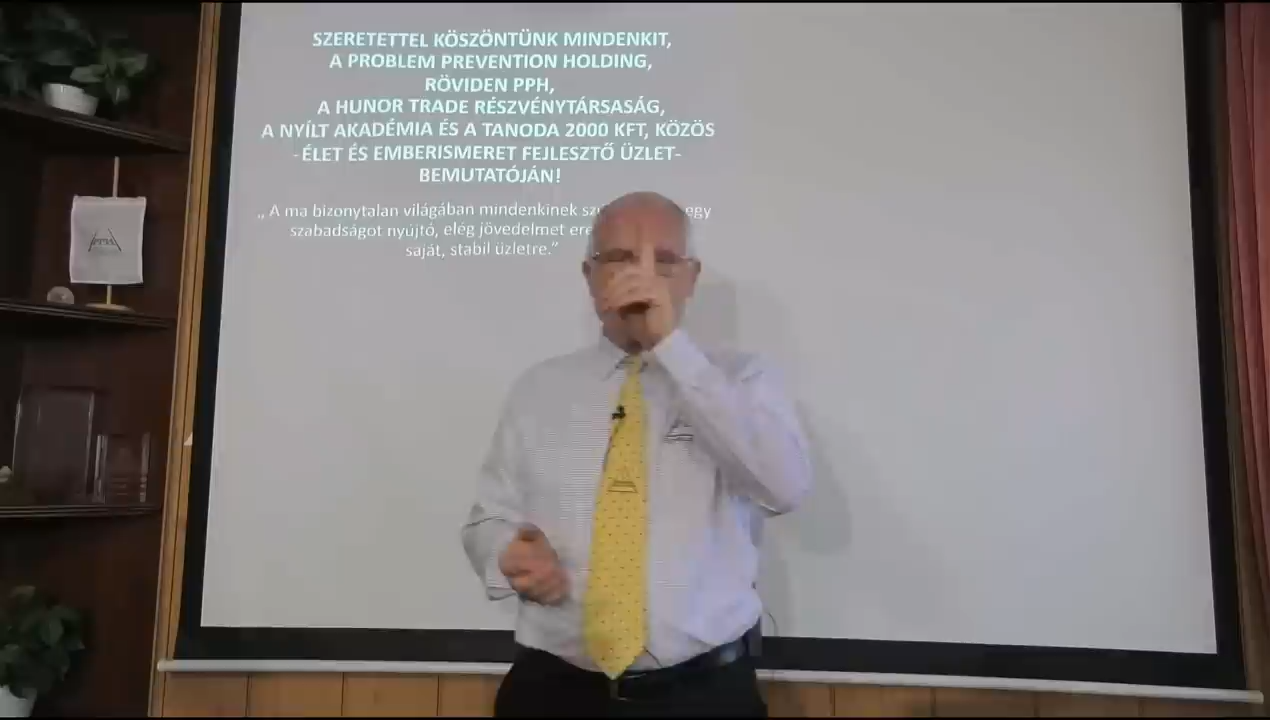 SZERETETTEL KÖSZÖNTÜNK MINDENKIT,
A PROBLEM PREVENTION HOLDING,
RÖVIDEN PPH,
A HUNOR TRADE RÉSZVÉNYTÁRSASÁG,
A NYÍLT AKADÉMIA ÉS A TANODA 2000 KFT, KÖZÖS
-ÉLET ÉS EMBERISMERET FEJLESZTŐ ÜZLET-
BEMUTATÓJÁN!
„ A ma bizonytalan világában mindenkinek egy
szabadságot nyújtó, elég jövedelmet
saját, stabil üzletre.”